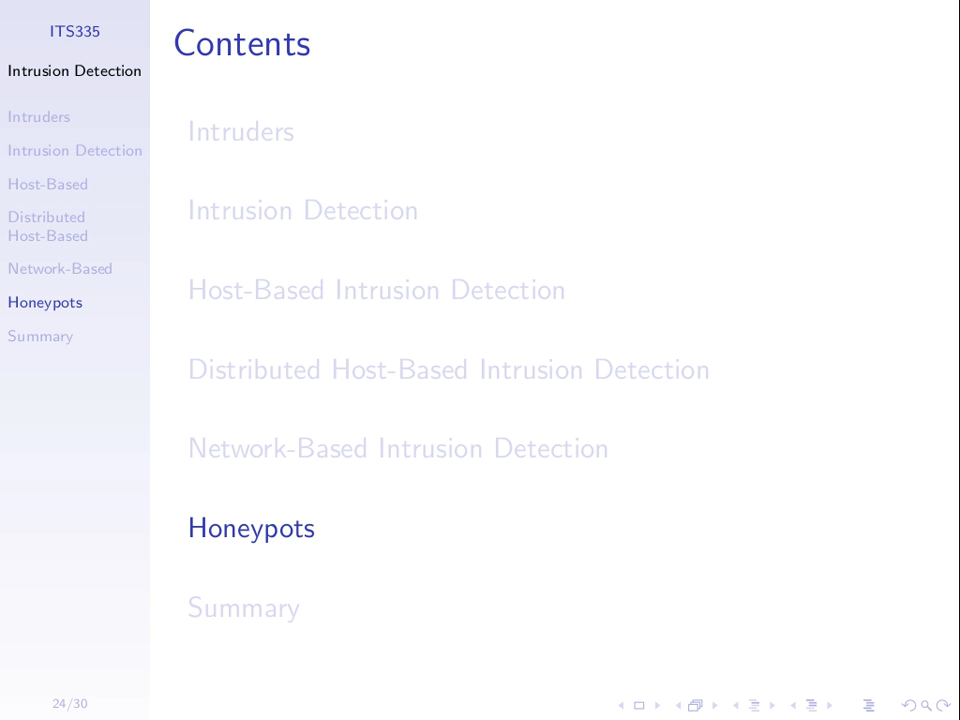 ITS335
Intrusion Detection
Intruders
Intrusion Detection
Host-Based
Distributed
Host-Based
Network-Based
Honeypots
Summary
24/30
Contents
Intruders
Intrusion Detection
Host-Based Intrusion Detection
Distributed Host-Based Intrusion Detection
Network-Based Intrusion Detection
Honeypots
Summary